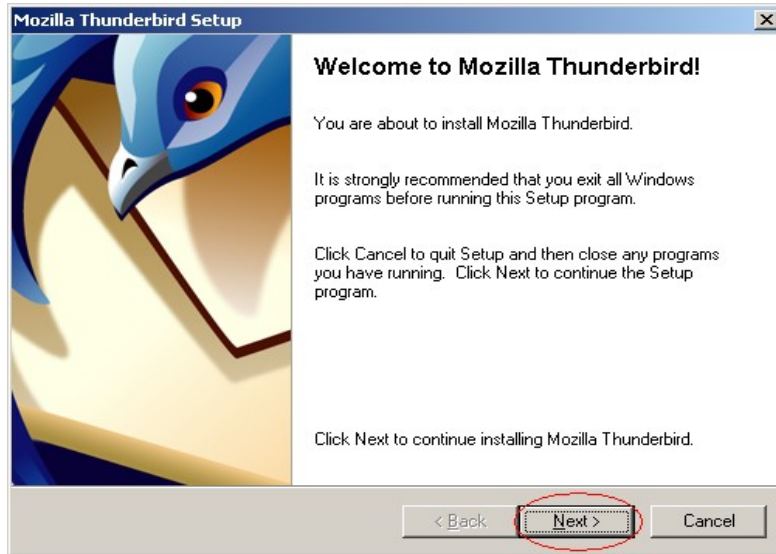 Mozilla Thunderbird Setup
Welcome to Mozilla Thunderbird!
You are about to install Mozilla Thunderbird.
It is strongly recommended that you exit all Windows
programs before running this Setup program.
Click Cancel to quit Setup and then close any programs
you have running. Click Next to continue the Setup
program.
Click Next to continue installing Mozilla Thunderbird.
< Back Next > Cancel